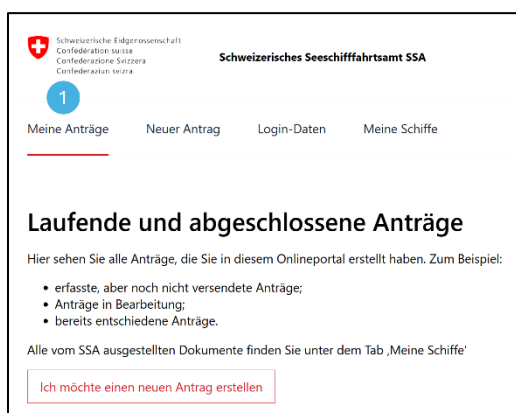 Schweizerische Eidgenossenschaft
Confédération suisse
Confederazione Svizzera
Confederaziun svizra
Schweizerisches Seeschifffahrtsamt SSA
1
Meine Anträge Neuer Antrag Login-Daten Meine Schiffe
Laufende und abgeschlossene Anträge
Hier sehen Sie alle Anträge, die Sie in diesem Onlineportal erstellt haben. Zum Beispiel:
• erfasste, aber noch nicht versendete Anträge;
• Anträge in Bearbeitung;
• bereits entschiedene Anträge.
Alle vom SSA ausgestellten Dokumente finden Sie unter dem Tab ‚Meine Schiffe'
Ich möchte einen neuen Antrag erstellen